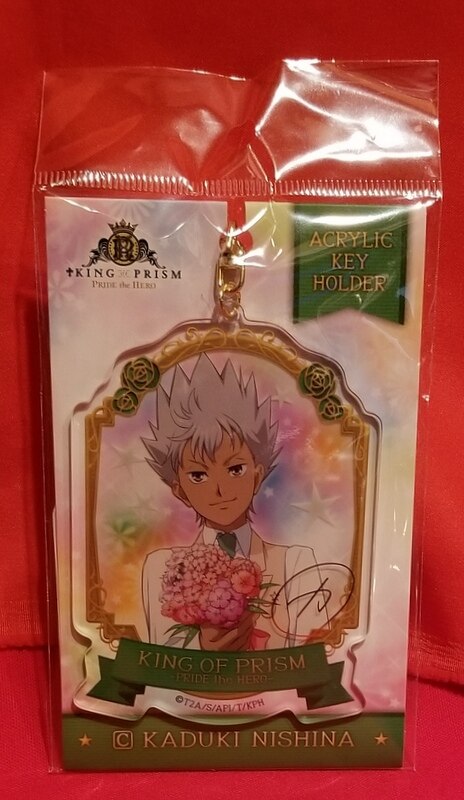 KING OF PRISM
PRIDE the HERO
ACRYLIC
KEY
HOLDER
KING OF PRISM
-PRIDE the HERO-
©T2A/S/API/T/KPH
★ C KADUKI NISHINA ★